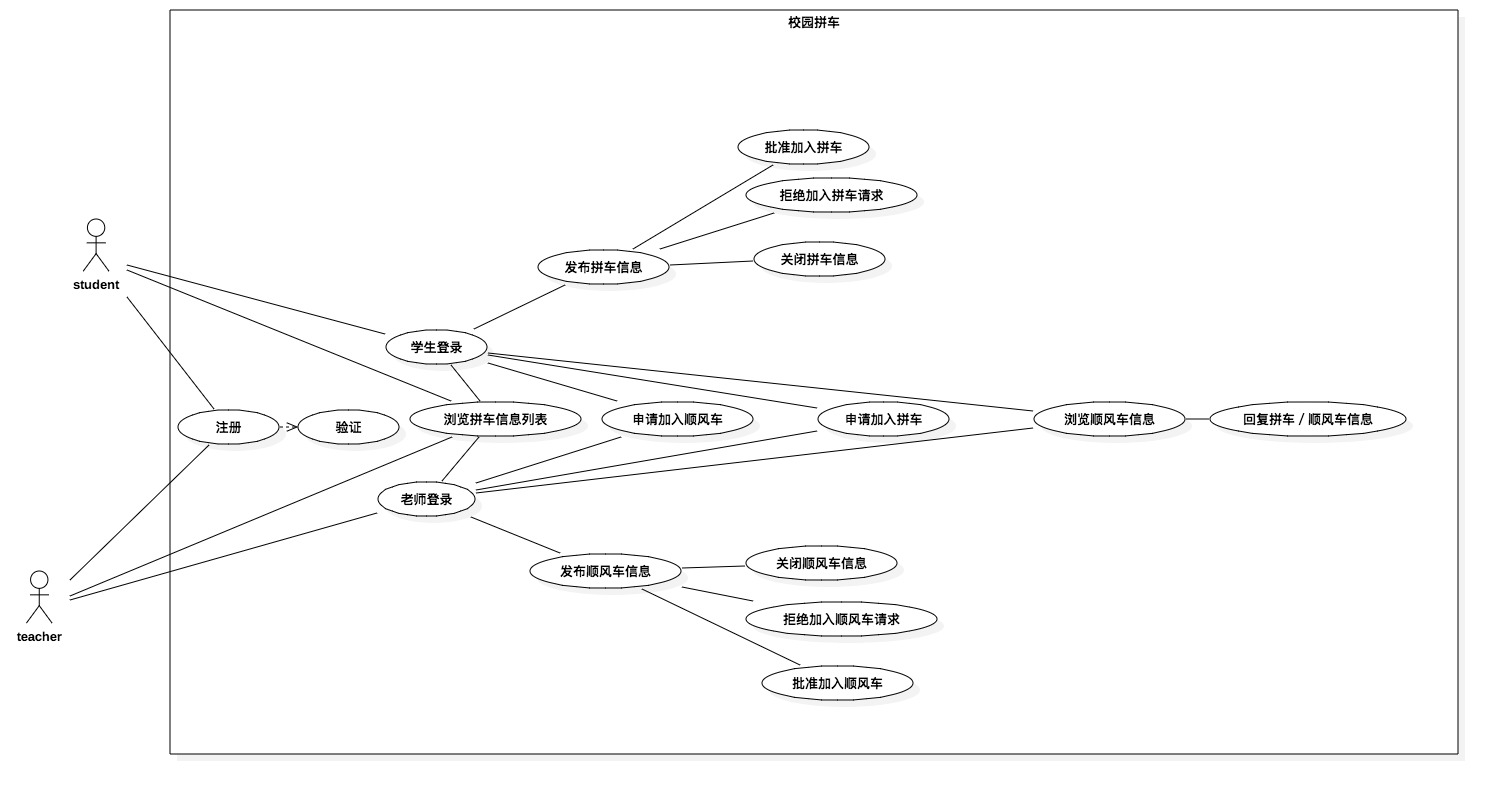 校园拼车
批准加入拼车
拒绝加入拼车请求
关闭拼车信息
发布拼车信息
student
学生登录
注册
验证
浏览拼车信息列表
申请加入顺风车
申请加入拼车
浏览顺风车信息
回复拼车 / 顺风车信息
老师登录
发布顺风车信息
关闭顺风车信息
拒绝加入顺风车请求
批准加入顺风车
teacher